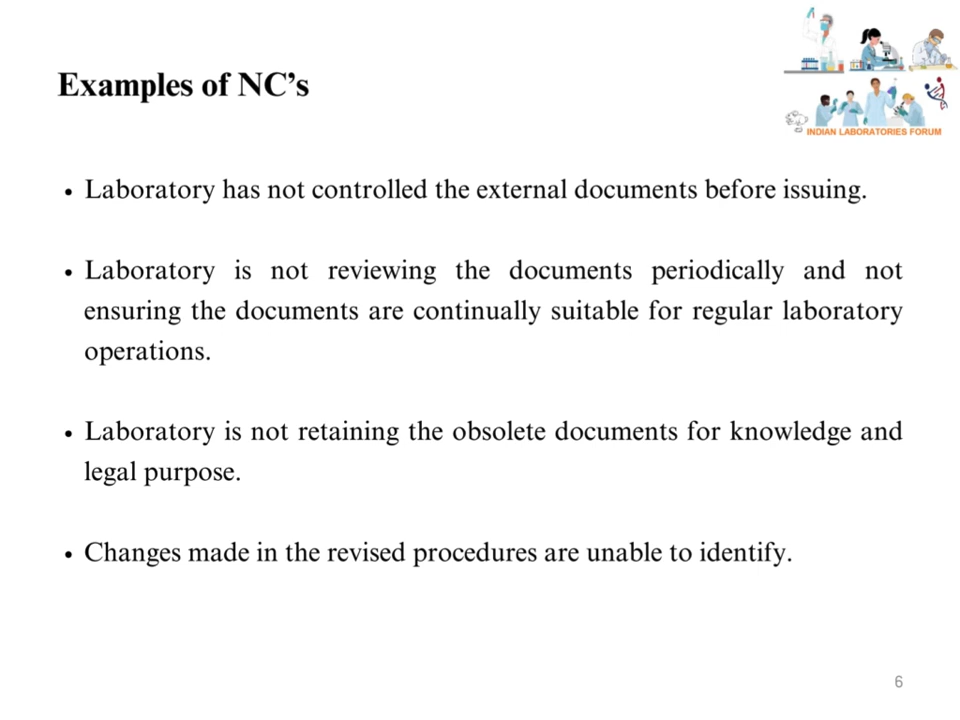 Examples of NC’s
INDIAN LABORATORIES FORUM
• Laboratory has not controlled the external documents before issuing.
• Laboratory is not reviewing the documents periodically and not
ensuring the documents are continually suitable for regular laboratory
operations.
• Laboratory is not retaining the obsolete documents for knowledge and
legal purpose.
• Changes made in the revised procedures are unable to identify.
6